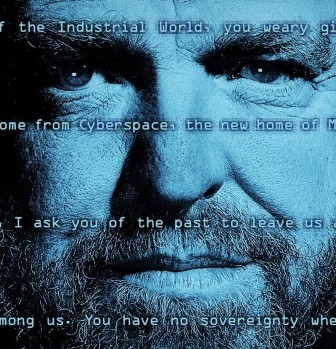 f the Industrial World, you weary gi
ome from Cyberspace, the new home of M
, I ask you of the past to leave us a
mong us. You have no sovereignty whe